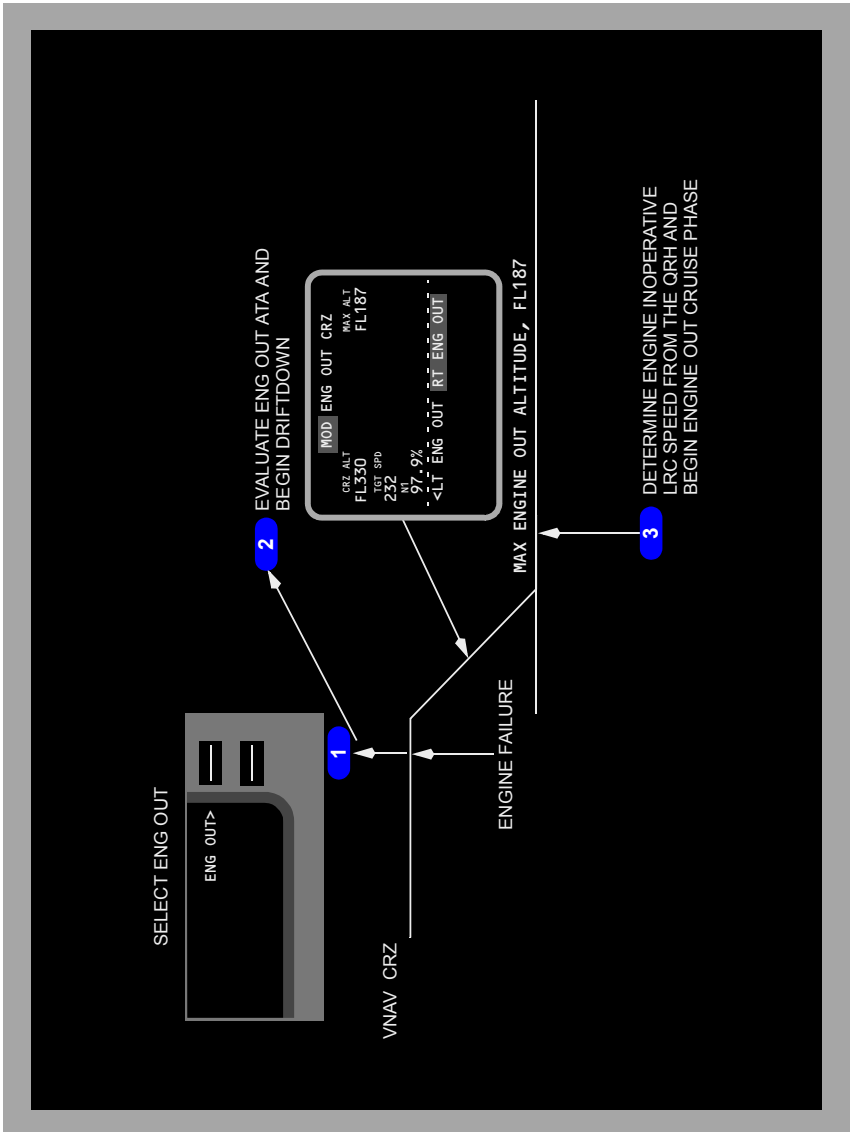 SELECT ENG OUT
ENG OUT>
1
2
EVALUATE ENG OUT ATA AND
BEGIN DRIFTDOWN
MOD ENG OUT CRZ
CRZ ALT MAX ALT
FL330 FL187
TGT SPD
232
N1
97.9%
<LT ENG OUT RT ENG OUT
VNAV CRZ
ENGINE FAILURE
MAX ENGINE OUT ALTITUDE, FL187
3
DETERMINE ENGINE INOPERATIVE
LRC SPEED FROM THE QRH AND
BEGIN ENGINE OUT CRUISE PHASE